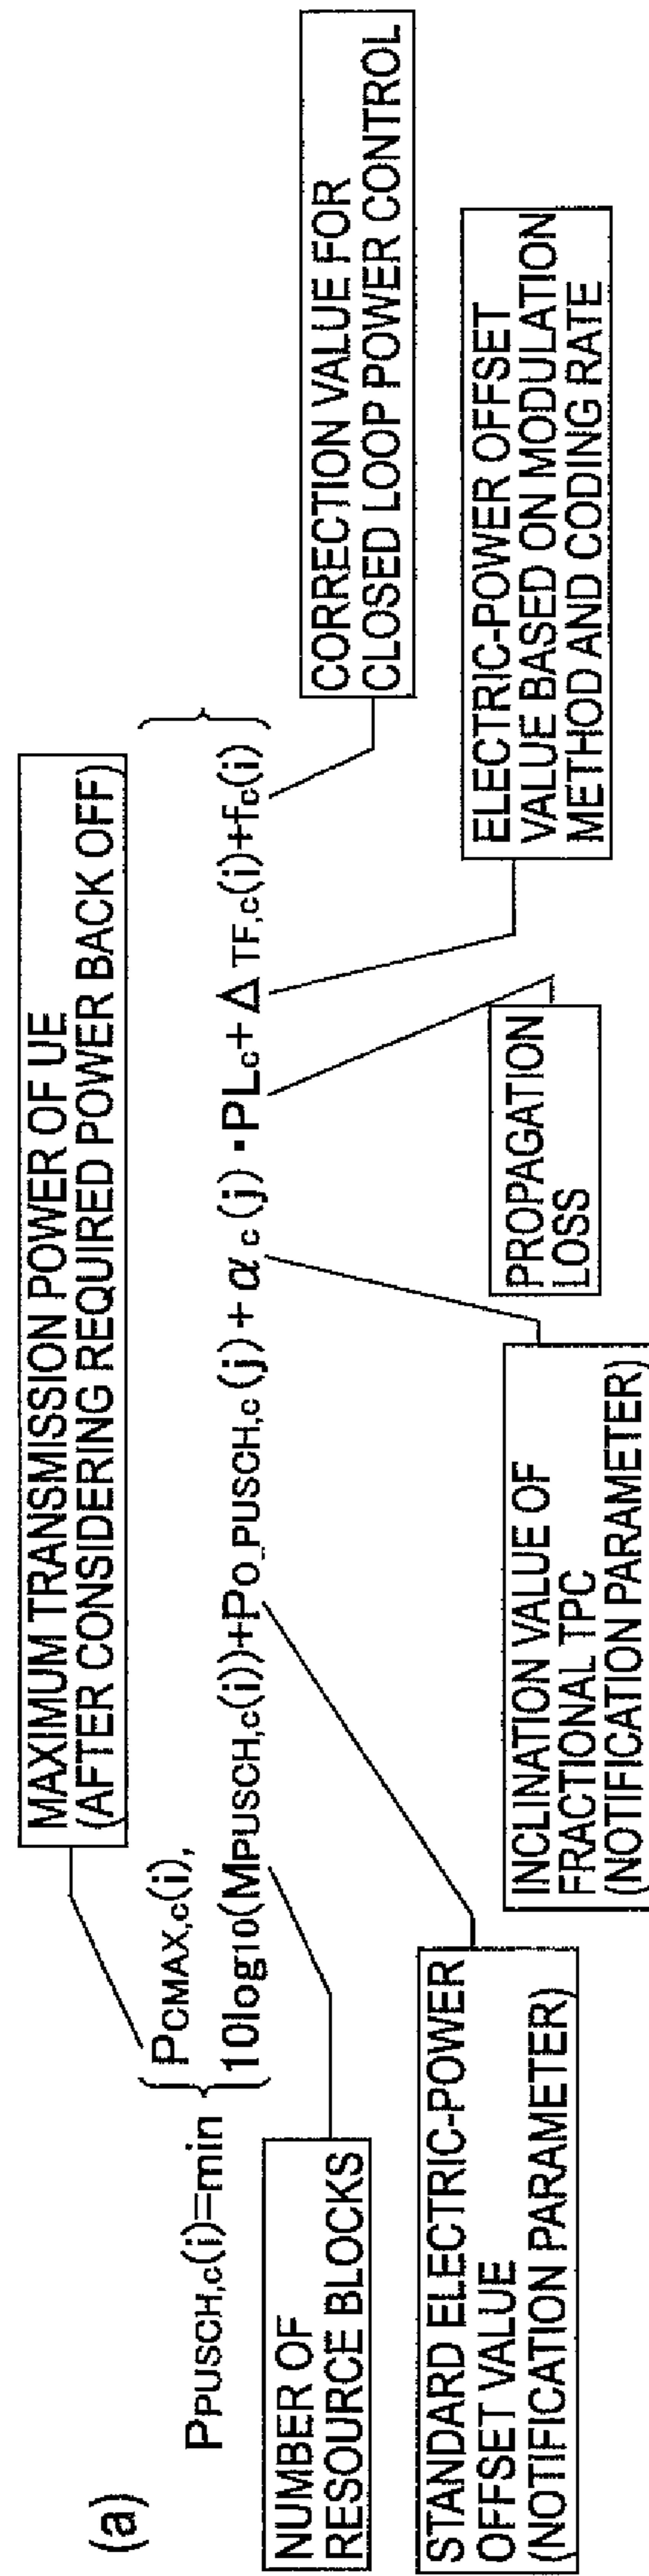 (a)
MAXIMUM TRANSMISSION POWER OF UE
(AFTER CONSIDERING REQUIRED POWER BACK OFF)
PPUSCH,c(i)=min
PCMAX,c(i),
10log10(MPUSCH,c(i))+PO_PUSCH,c(j)+αc(j)・PLc+ΔTF,c(i)+fc(i)
NUMBER OF
RESOURCE BLOCKS
STANDARD ELECTRIC-POWER
OFFSET VALUE
(NOTIFICATION PARAMETER)
INCLINATION VALUE OF
FRACTIONAL TPC
(NOTIFICATION PARAMETER)
PROPAGATION
LOSS
ELECTRIC-POWER OFFSET
VALUE BASED ON MODULATION
METHOD AND CODING RATE
CORRECTION VALUE FOR
CLOSED LOOP POWER CONTROL